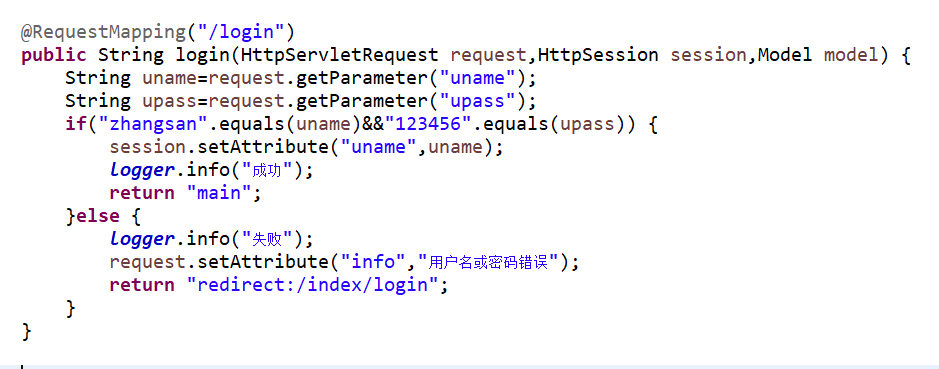 @RequestMapping("/login")
public String login(HttpServletRequest request,HttpSession session,Model model) {
    String uname=request.getParameter("uname");
    String upass=request.getParameter("upass");
    if("zhangsan".equals(uname)&&"123456".equals(upass)) {
        session.setAttribute("uname",uname);
        logger.info("成功");
        return "main";
    }else {
        logger.info("失败");
        request.setAttribute("info","用户名或密码错误");
        return "redirect:/index/login";
    }
}